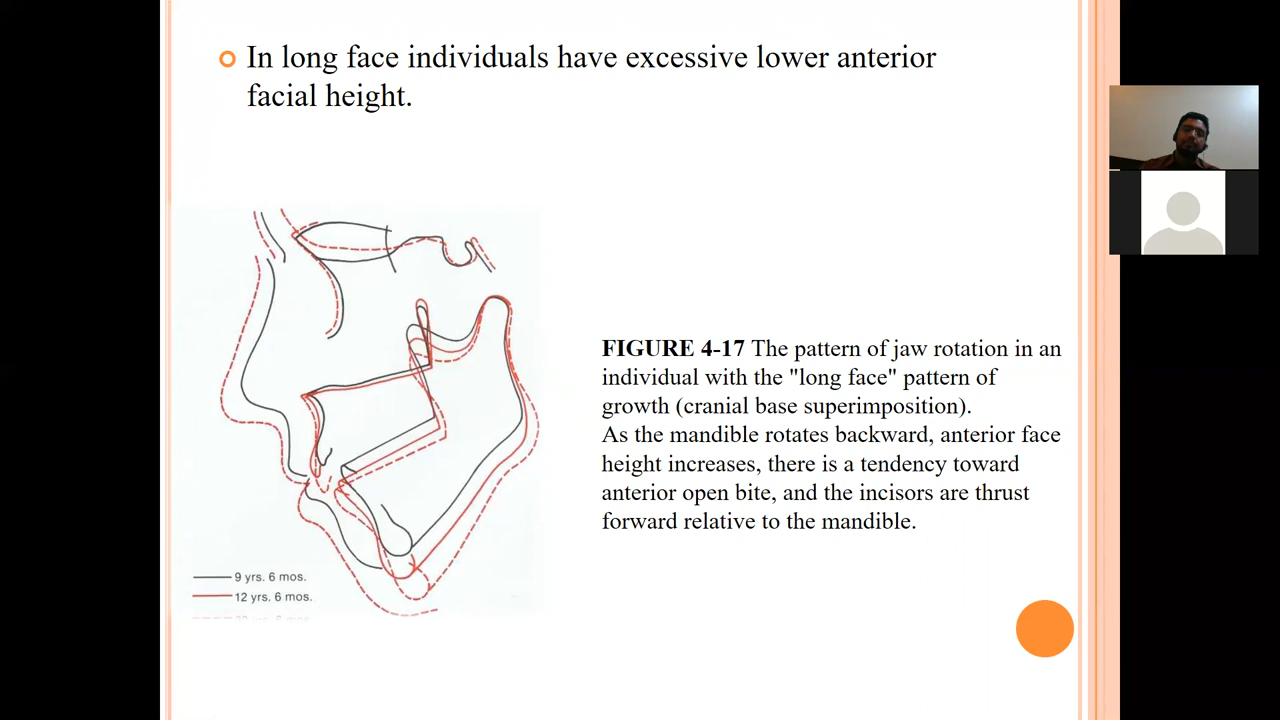 In long face individuals have excessive lower anterior
facial height.
FIGURE 4-17 The pattern of jaw rotation in an
individual with the "long face" pattern of
growth (cranial base superimposition).
As the mandible rotates backward, anterior face
height increases, there is a tendency toward
anterior open bite, and the incisors are thrust
forward relative to the mandible.
9 yrs. 6 mos.
12 yrs. 6 mos.